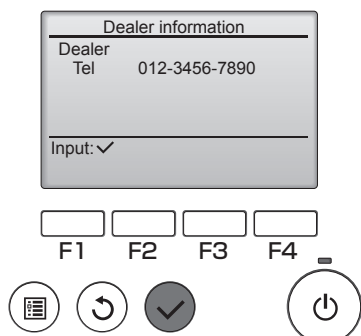 Dealer information
Dealer
Tel 012-3456-7890
Input:✓
F1 F2 F3 F4